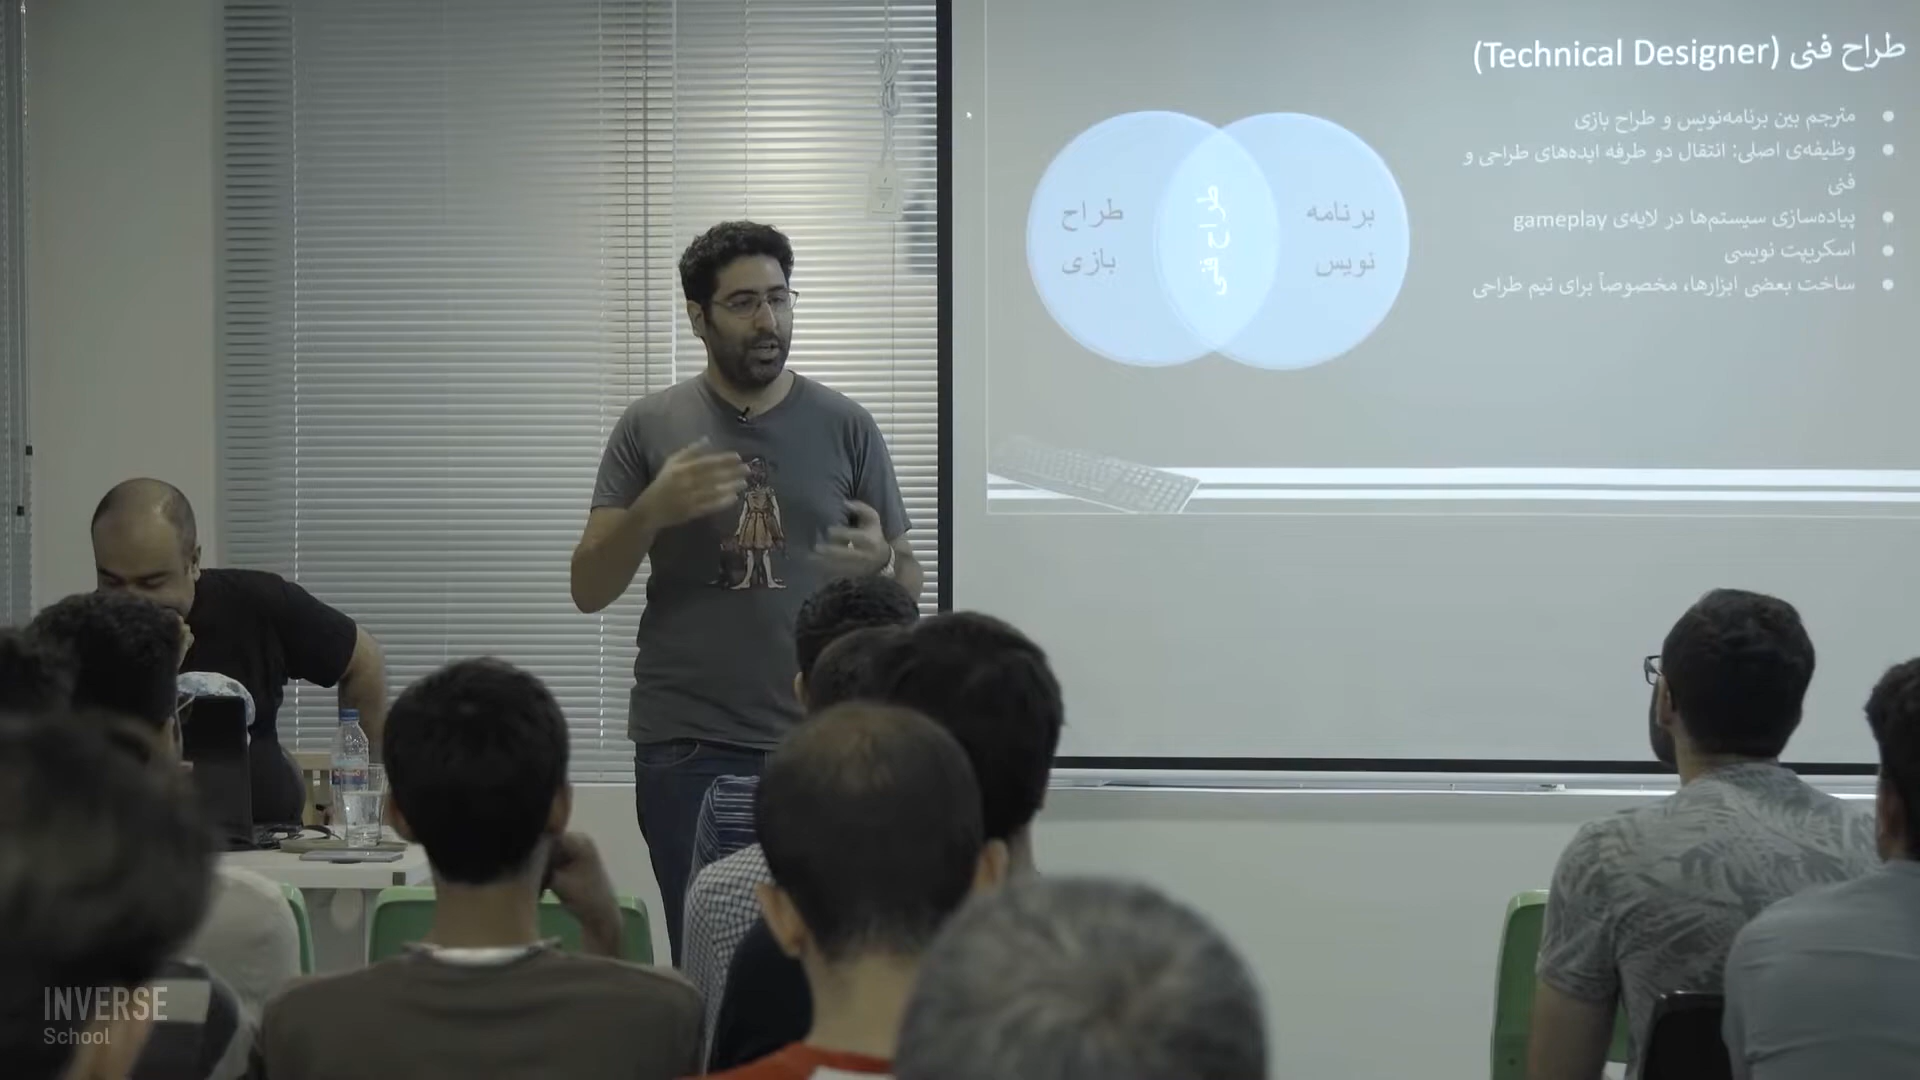 طراح فنی (Technical Designer)
مترجم بین برنامه‌نویس و طراح بازی
وظیفه‌ی اصلی: انتقال دو طرفه ایده‌های طراحی و
فنی
پیاده‌سازی سیستم‌ها در لایه‌ی gameplay
اسکریپت نویسی
ساخت بعضی ابزارها، مخصوصاً برای تیم طراحی
برنامه
نویس
طراح فنی
طراح
بازی
INVERSE
School